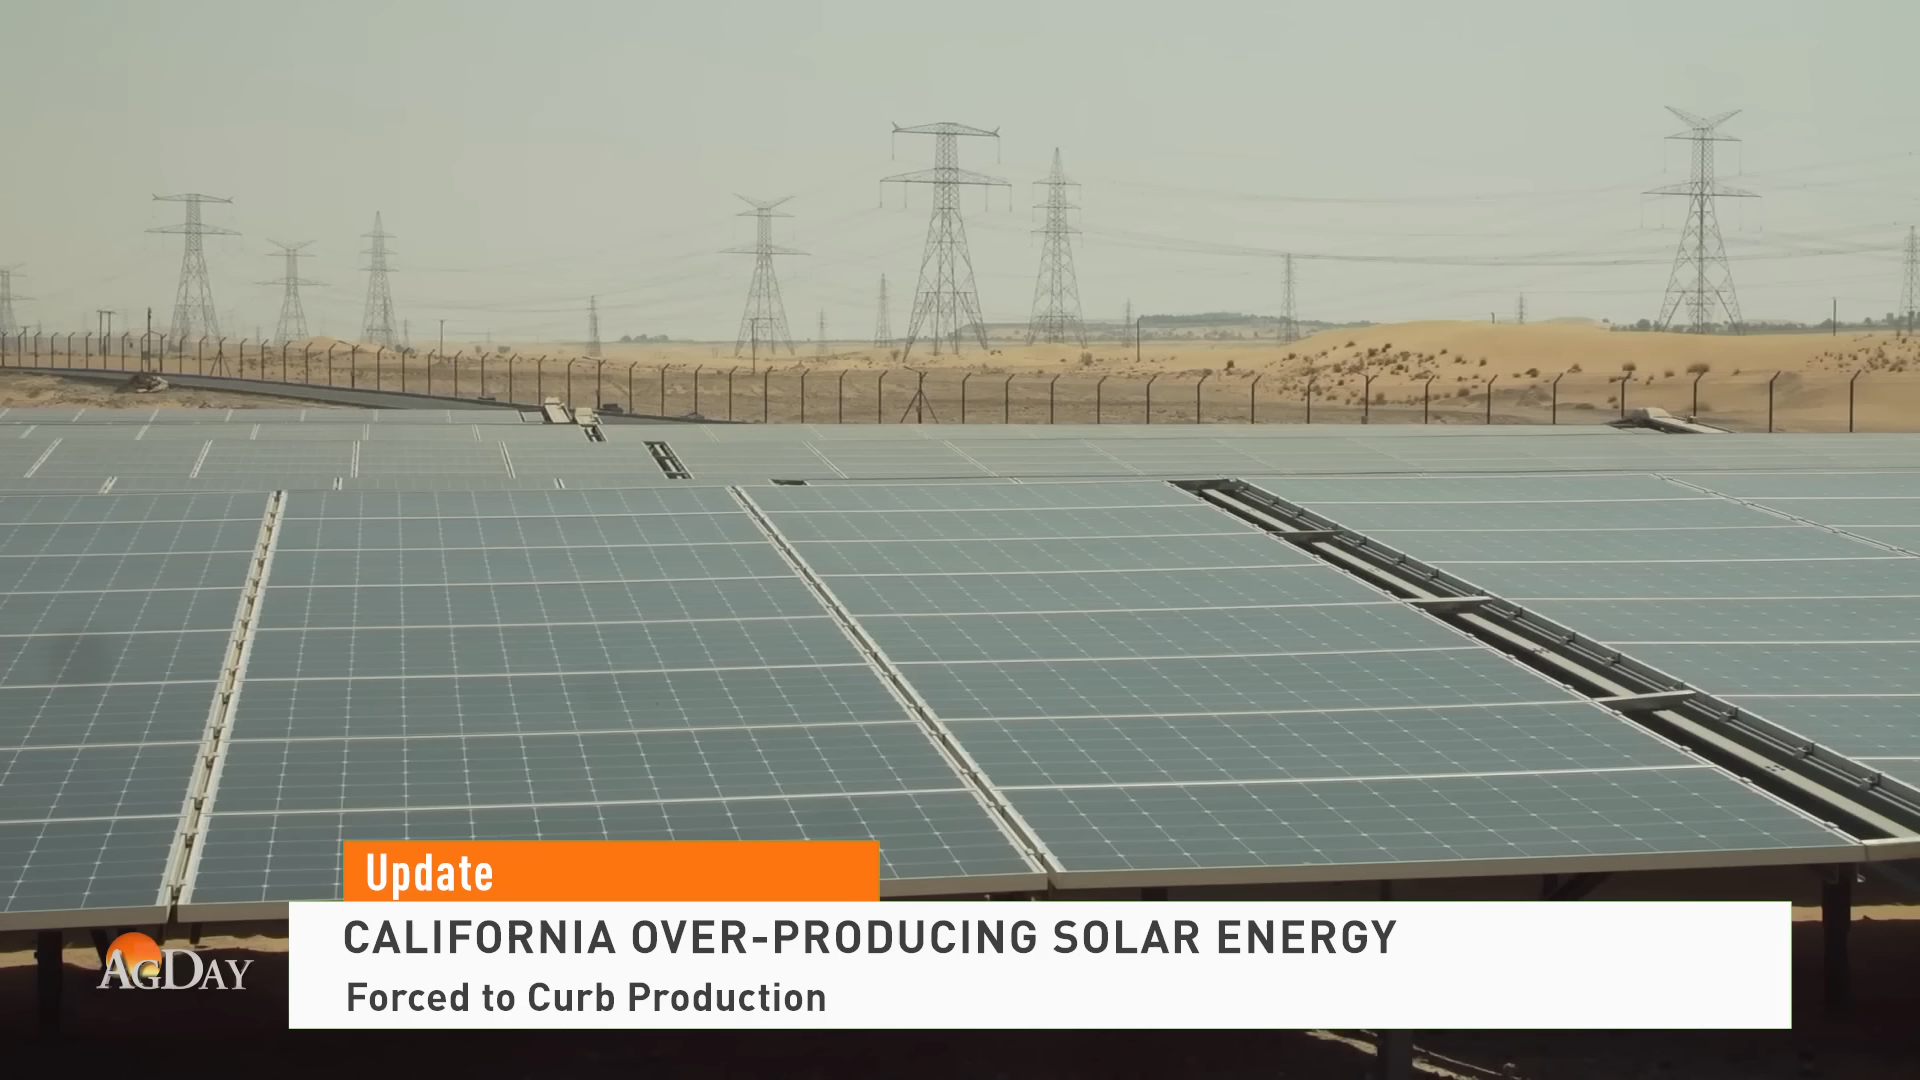 Update
CALIFORNIA OVER-PRODUCING SOLAR ENERGY
Forced to Curb Production
AGDAY